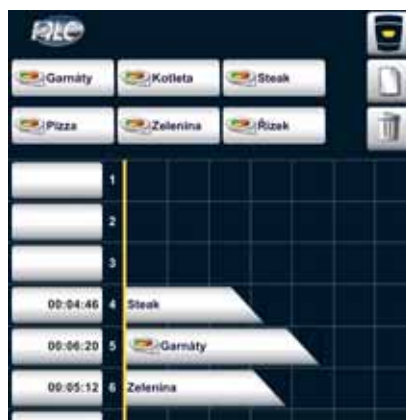 Garnáty Kotleta Steak
Pizza Zelenina Řízek
1
2
3
00:04:46 4 Steak
00:06:20 5 Garnáty
00:05:12 6 Zelenina